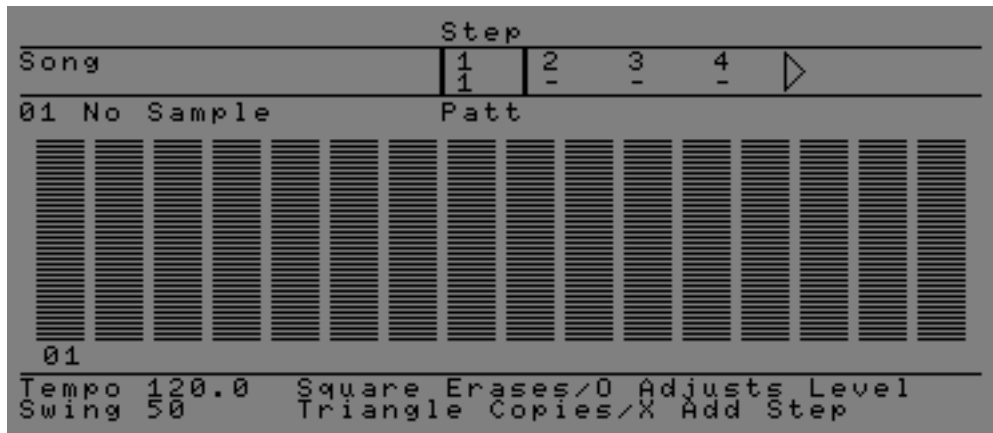 Step
Song 1 2 3 4
1 - - -
01 No Sample Patt
01
Tempo 120.0 Square Erases/O Adjusts Level
Swing 50 Triangle Copies/X Add Step